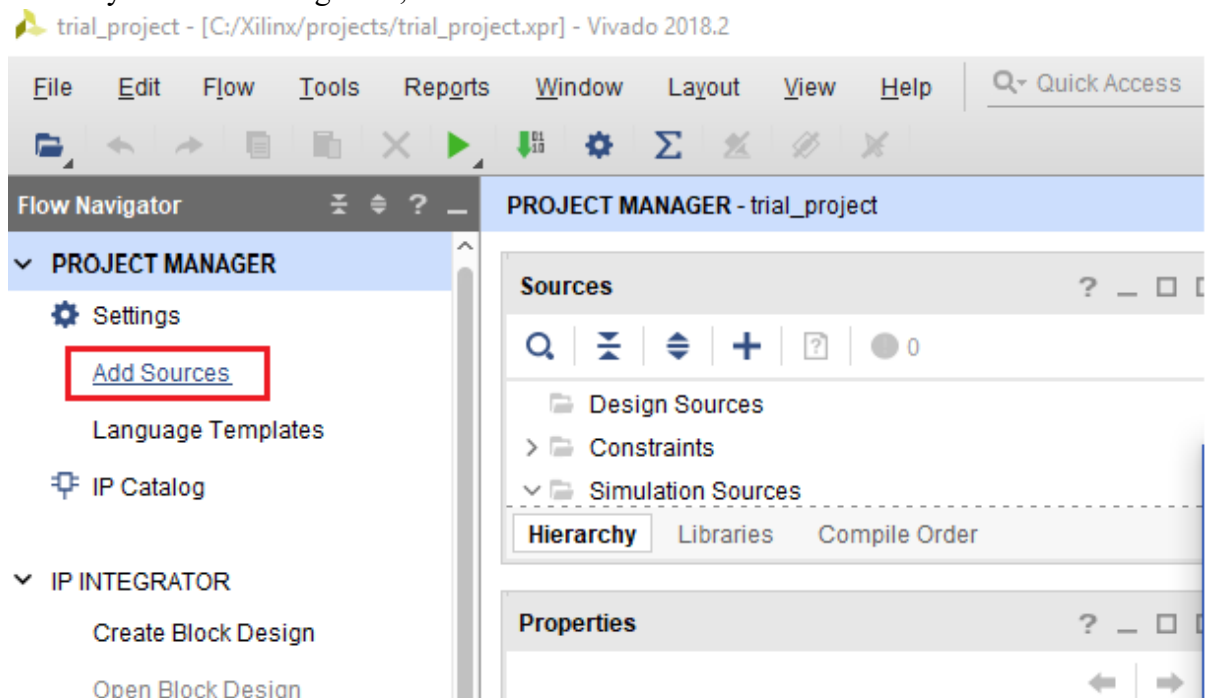 trial_project - [C:/Xilinx/projects/trial_project.xpr] - Vivado 2018.2
File Edit Flow Tools Reports Window Layout View Help Quick Access
Flow Navigator ? PROJECT MANAGER - trial_project
PROJECT MANAGER
Settings
Add Sources
Language Templates
IP Catalog
IP INTEGRATOR
Create Block Design
Open Block Design
Sources ?
? 0
Design Sources
Constraints
Simulation Sources
Hierarchy Libraries Compile Order
Properties ?